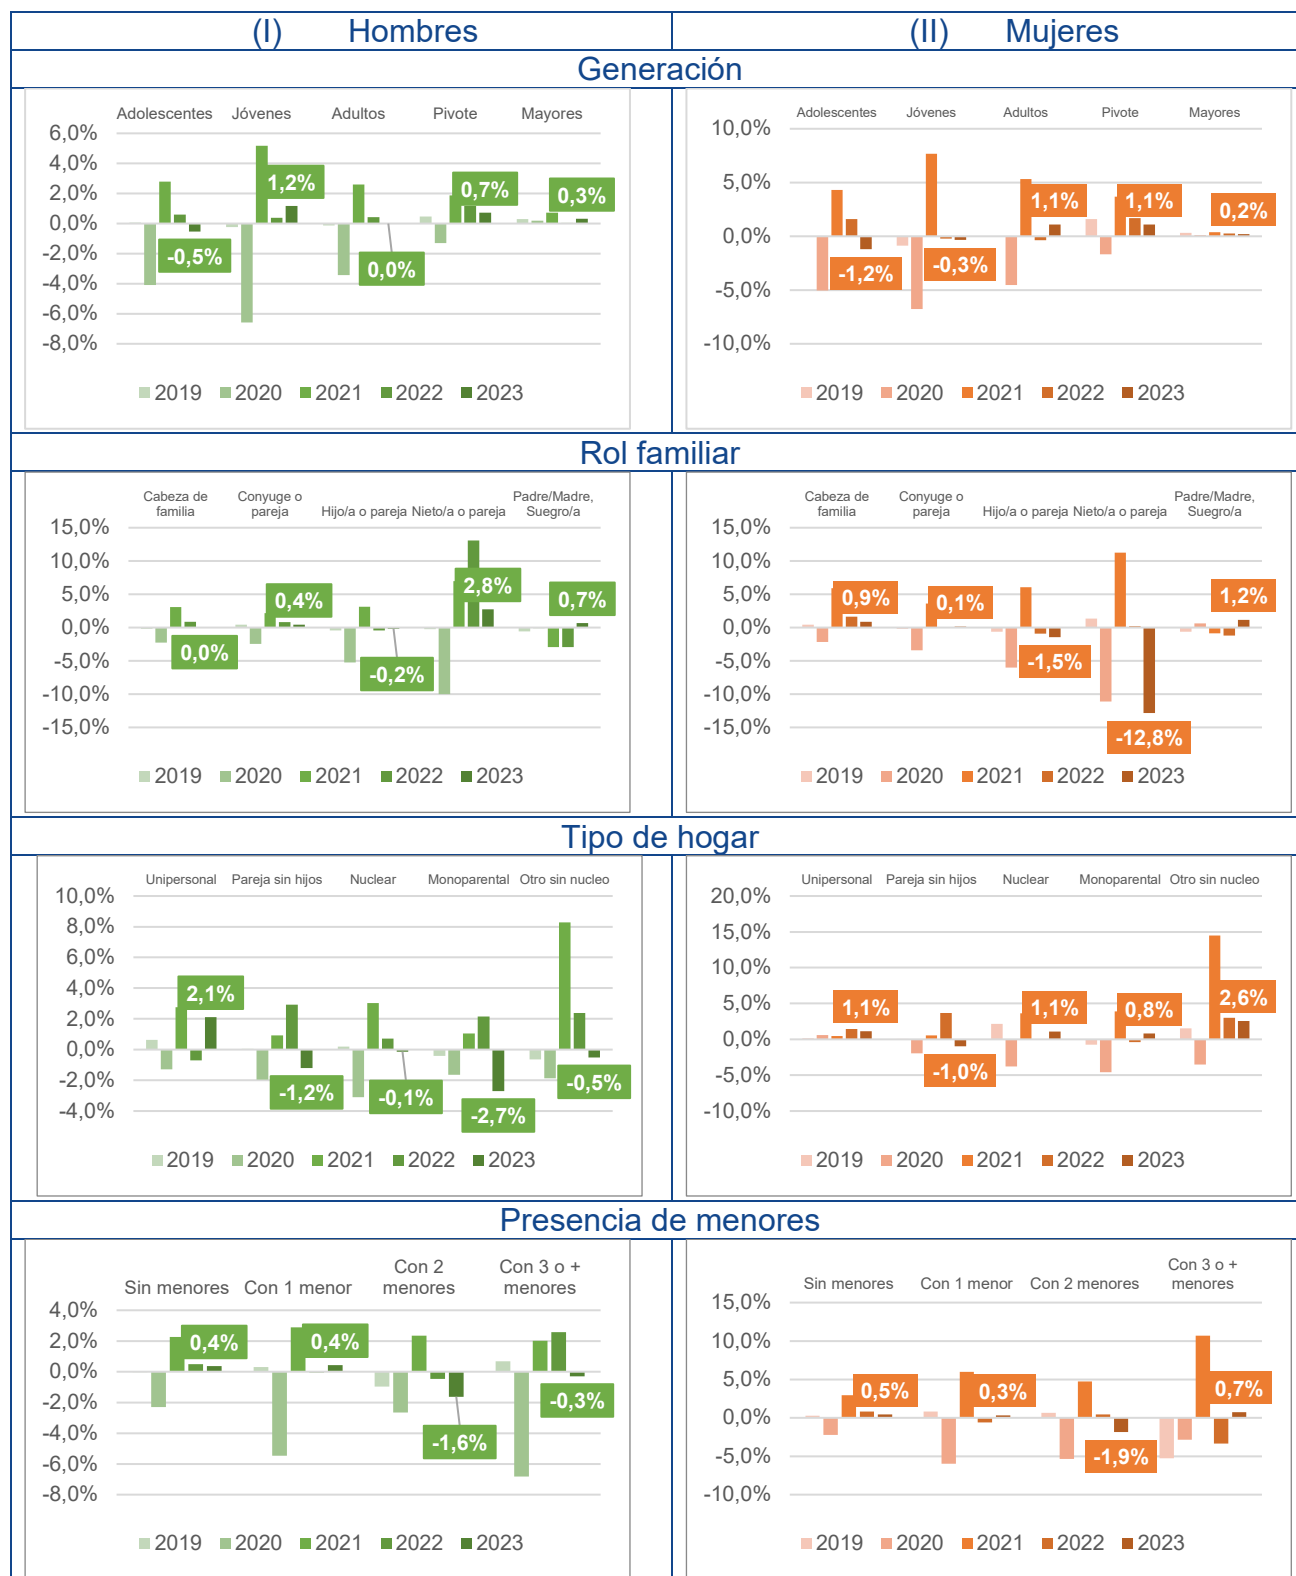 (I) Hombres
(II) Mujeres
Generación
Adolescentes Jóvenes Adultos Pivote Mayores
6,0%
4,0%
2,0%
0,0%
-2,0%
-4,0%
-6,0%
-8,0%
-0,5%
1,2%
0,0%
0,7%
0,3%
2019 2020 2021 2022 2023
Adolescentes Jóvenes Adultos Pivote Mayores
10,0%
5,0%
0,0%
-5,0%
-10,0%
-1,2%
-0,3%
1,1%
1,1%
0,2%
2019 2020 2021 2022 2023
Rol familiar
Cabeza de familia
Conyuge o pareja
Hijo/a o pareja
Nieto/a o pareja
Padre/Madre, Suegro/a
15,0%
10,0%
5,0%
0,0%
-5,0%
-10,0%
-15,0%
0,0%
0,4%
-0,2%
2,8%
0,7%
2019 2020 2021 2022 2023
Cabeza de familia
Conyuge o pareja
Hijo/a o pareja
Nieto/a o pareja
Padre/Madre, Suegro/a
15,0%
10,0%
5,0%
0,0%
-5,0%
-10,0%
-15,0%
0,9%
0,1%
-1,5%
-12,8%
1,2%
2019 2020 2021 2022 2023
Tipo de hogar
Unipersonal Pareja sin hijos Nuclear Monoparental Otro sin nucleo
10,0%
8,0%
6,0%
4,0%
2,0%
0,0%
-2,0%
-4,0%
2,1%
-1,2%
-0,1%
-2,7%
-0,5%
2019 2020 2021 2022 2023
Unipersonal Pareja sin hijos Nuclear Monoparental Otro sin nucleo
20,0%
15,0%
10,0%
5,0%
0,0%
-5,0%
-10,0%
1,1%
-1,0%
1,1%
0,8%
2,6%
2019 2020 2021 2022 2023
Presencia de menores
Sin menores
Con 1 menor
Con 2 menores
Con 3 o + menores
4,0%
2,0%
0,0%
-2,0%
-4,0%
-6,0%
-8,0%
0,4%
0,4%
-1,6%
-0,3%
2019 2020 2021 2022 2023
Sin menores
Con 1 menor
Con 2 menores
Con 3 o + menores
15,0%
10,0%
5,0%
0,0%
-5,0%
-10,0%
0,5%
0,3%
-1,9%
0,7%
2019 2020 2021 2022 2023